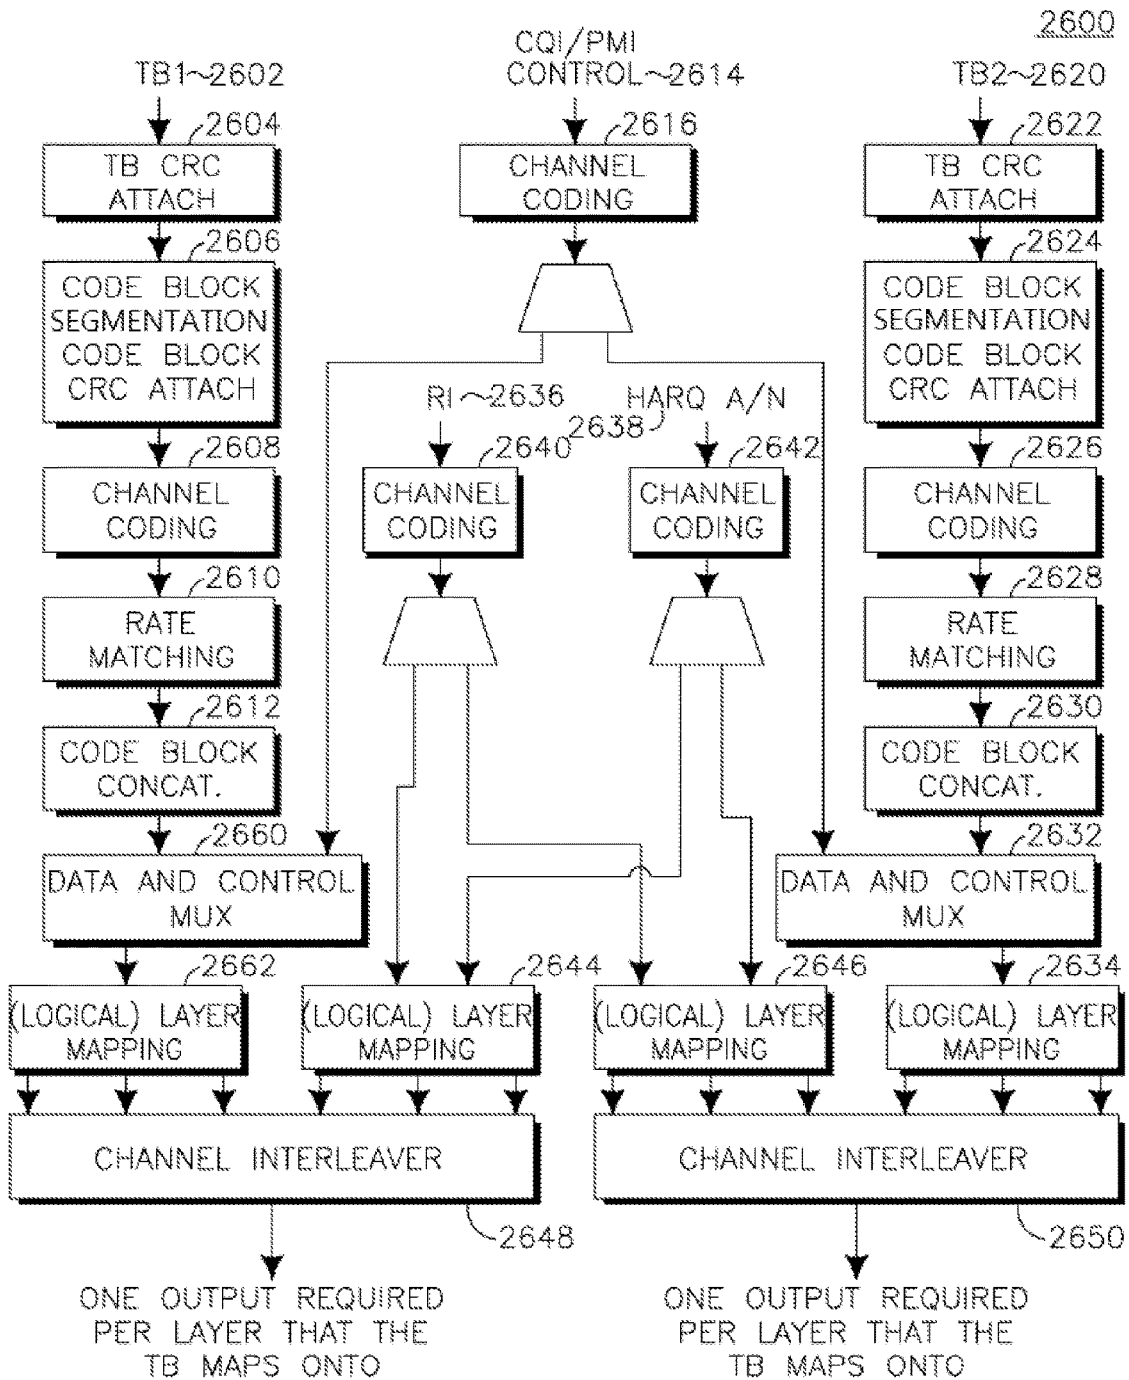 2600
TB1~2602
CQI/PMI
CONTROL~2614
TB2~2620
2604
TB CRC
ATTACH
2616
CHANNEL
CODING
2622
TB CRC
ATTACH
2606
CODE BLOCK
SEGMENTATION
CODE BLOCK
CRC ATTACH
2624
CODE BLOCK
SEGMENTATION
CODE BLOCK
CRC ATTACH
RI ~2636
HARQ A/N
2638
2608
CHANNEL
CODING
2640
CHANNEL
CODING
2642
CHANNEL
CODING
2626
CHANNEL
CODING
2610
RATE
MATCHING
2628
RATE
MATCHING
2612
CODE BLOCK
CONCAT.
2630
CODE BLOCK
CONCAT.
2660
DATA AND CONTROL
MUX
2632
DATA AND CONTROL
MUX
2662
(LOGICAL) LAYER
MAPPING
2644
(LOGICAL) LAYER
MAPPING
2646
(LOGICAL) LAYER
MAPPING
2634
(LOGICAL) LAYER
MAPPING
CHANNEL INTERLEAVER
2648
CHANNEL INTERLEAVER
2650
ONE OUTPUT REQUIRED
PER LAYER THAT THE
TB MAPS ONTO
ONE OUTPUT REQUIRED
PER LAYER THAT THE
TB MAPS ONTO